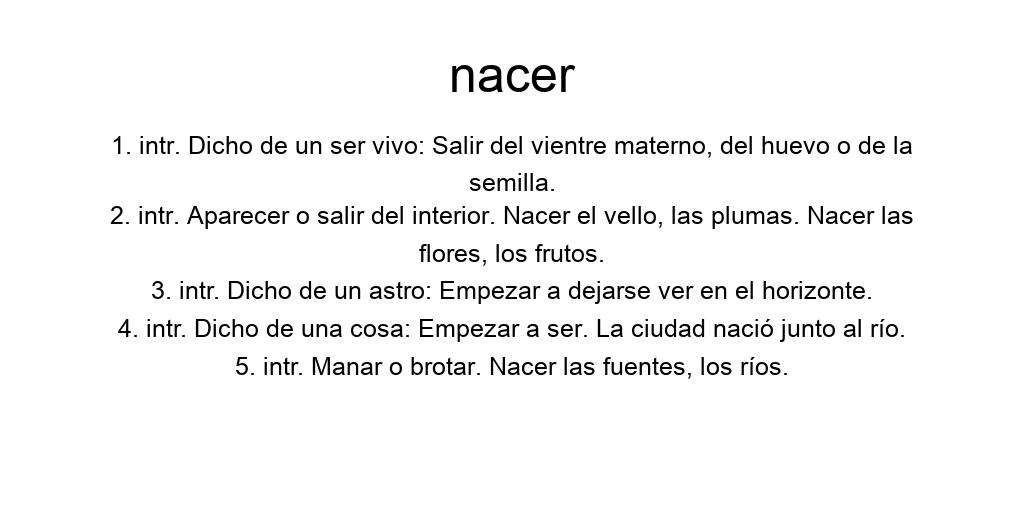 nacer
1. intr. Dicho de un ser vivo: Salir del vientre materno, del huevo o de la
semilla.
2. intr. Aparecer o salir del interior. Nacer el vello, las plumas. Nacer las
flores, los frutos.
3. intr. Dicho de un astro: Empezar a dejarse ver en el horizonte.
4. intr. Dicho de una cosa: Empezar a ser. La ciudad nació junto al río.
5. intr. Manar o brotar. Nacer las fuentes, los ríos.